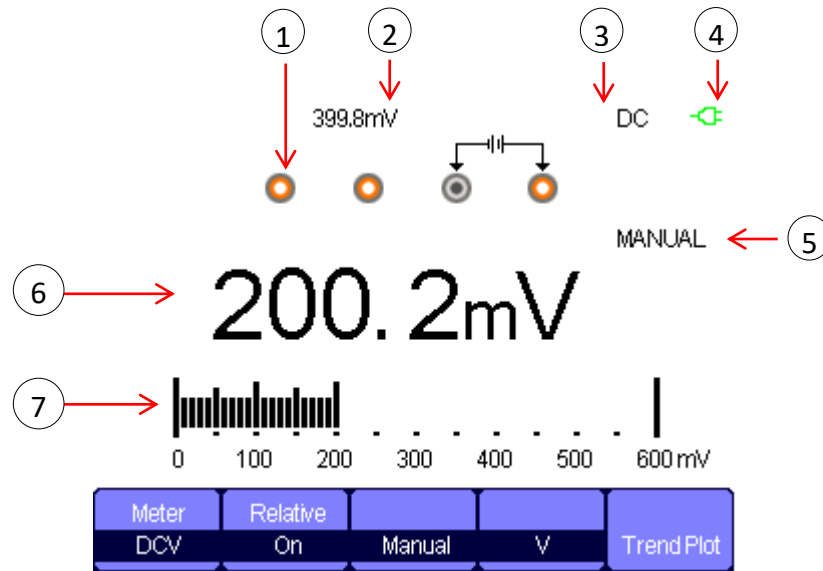 1 2 3 4
399.8mV DC
MANUAL 5
6 200.2mV
7
0 100 200 300 400 500 600 mV
Meter Relative
DCV On Manual V Trend Plot